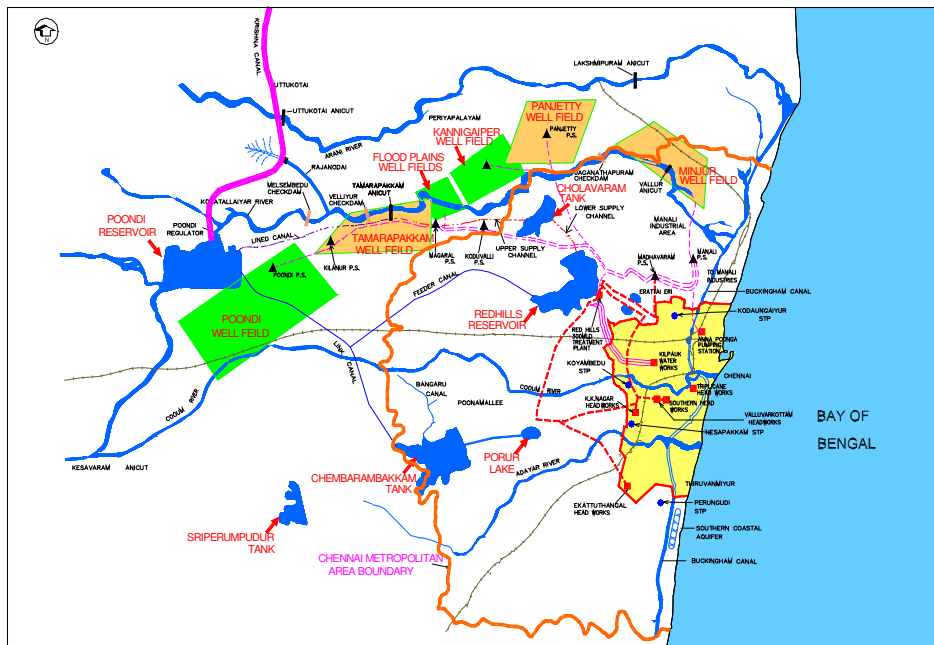 N
KRISHNA CANAL
UTTUKOTAI
UTTUKOTAI ANICUT
LAKSHMIPURAM ANICUT
PERIYAPALAYAM
ARANI RIVER
RAJANGDAI
PANJETTY
WELL FIELD
PANJETTY
P.S.
KANNIGAIPER
WELL FIELD
FLOOD PLAINS
WELL FIELDS
JAGANATHAPURAM
CHECKDAM
MINJUR
WELL FEILD
VALLUR
ANICUT
MELSEMBEDU
CHECKDAM
VELLIYUR
CHECKDAM
TAMARAPAKKAM
ANICUT
CHOLAVARAM
TANK
LOWER SUPPLY
CHANNEL
KORATALLAIYAR RIVER
POONDI
RESERVOIR
POONDI
REGULATOR
LINED CANAL
TAMARAPAKKAM
WELL FEILD
MANALI
INDUSTRIAL
AREA
UPPER SUPPLY
CHANNEL
MAGARAL
P.S.
KODUVALLI
P.S.
KILANUR P.S.
POONDI P.S.
MADHAVARAM
P.S.
MANALI
P.S.
TO MANALI
INDUSTRIES
FEEDER CANAL
ERATTAI ERI
BUCKINGHAM CANAL
REDHILLS
RESERVOIR
KODAUNGAIYUR
STP
POONDI
WELL FEILD
RED HILLS
300MLD
TREATMENT
PLANT
ANNA POONGA
PUMPING
STATION
LINK CANAL
KOYAMBEDU
STP
KILPAUK
WATER
WORKS
CHENNAI
COOUM RIVER
BANGARU
CANAL
COOUM RIVER
POONAMALLEE
TRIPLICANE
HEAD WORKS
K.K.NAGAR
HEADWORKS
SOUTHERN HEAD
WORKS
VALLUVARKOTTAM
HEADWORKS
BAY OF
BENGAL
NESAPAKKAM STP
KESAVARAM ANICUT
PORUR
LAKE
ADAYAR RIVER
CHEMBARAMBAKKAM
TANK
THIRUVANMIYUR
EKATTUTHANGAL
HEAD WORKS
PERUNGUDI
STP
SRIPERUMPUDUR
TANK
SOUTHERN COASTAL
AQUIFER
CHENNAI METROPOLITAN
AREA BOUNDARY
BUCKINGHAM CANAL